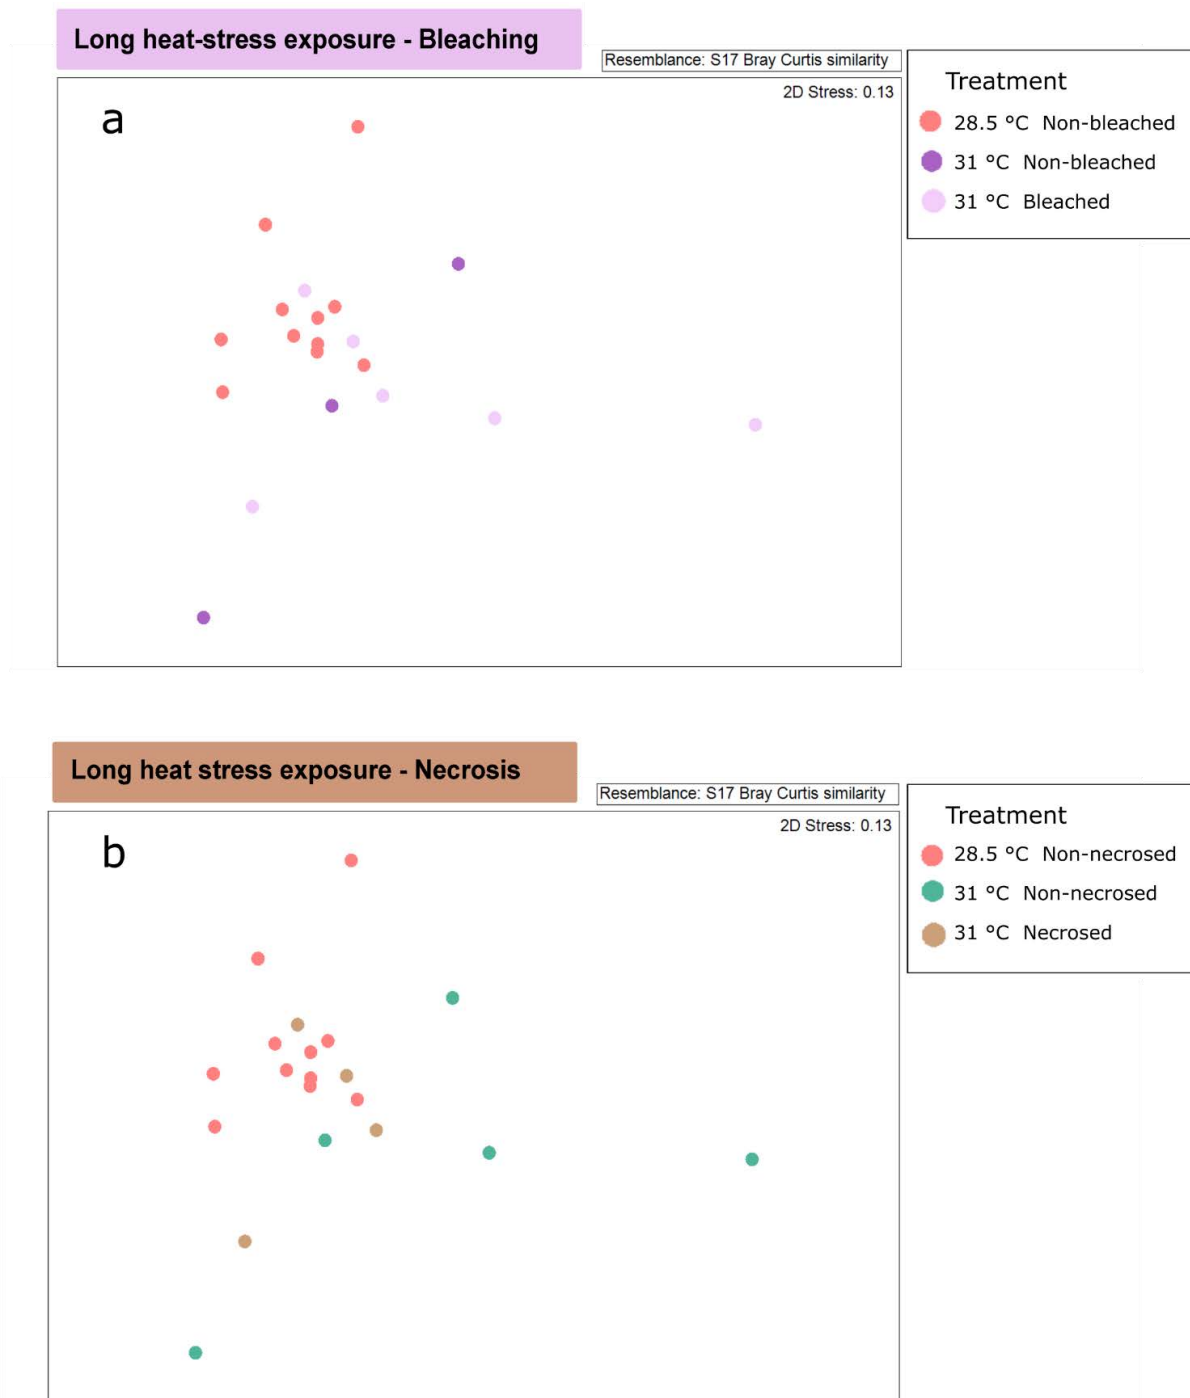 Long heat-stress exposure - Bleaching
Resemblance: S17 Bray Curtis similarity
2D Stress: 0.13
a
Treatment
28.5 °C Non-bleached
31 °C Non-bleached
31 °C Bleached
Long heat stress exposure - Necrosis
Resemblance: S17 Bray Curtis similarity
2D Stress: 0.13
b
Treatment
28.5 °C Non-necrosed
31 °C Non-necrosed
31 °C Necrosed